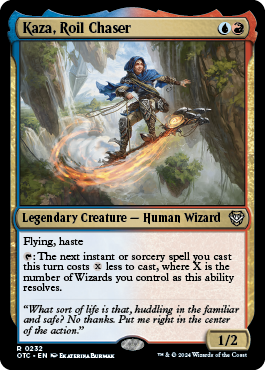 Kaza, Roil Chaser
Legendary Creature — Human Wizard
Flying, haste
: The next instant or sorcery spell you cast
this turn costs X less to cast, where X is the
number of Wizards you control as this ability
resolves.
“What sort of life is that, huddling in the familiar
and safe? No thanks. Put me right in the center
of the action.”
1/2
R 0232
OTC • EN Ekaterina Burmak
™ & © 2024 Wizards of the Coast